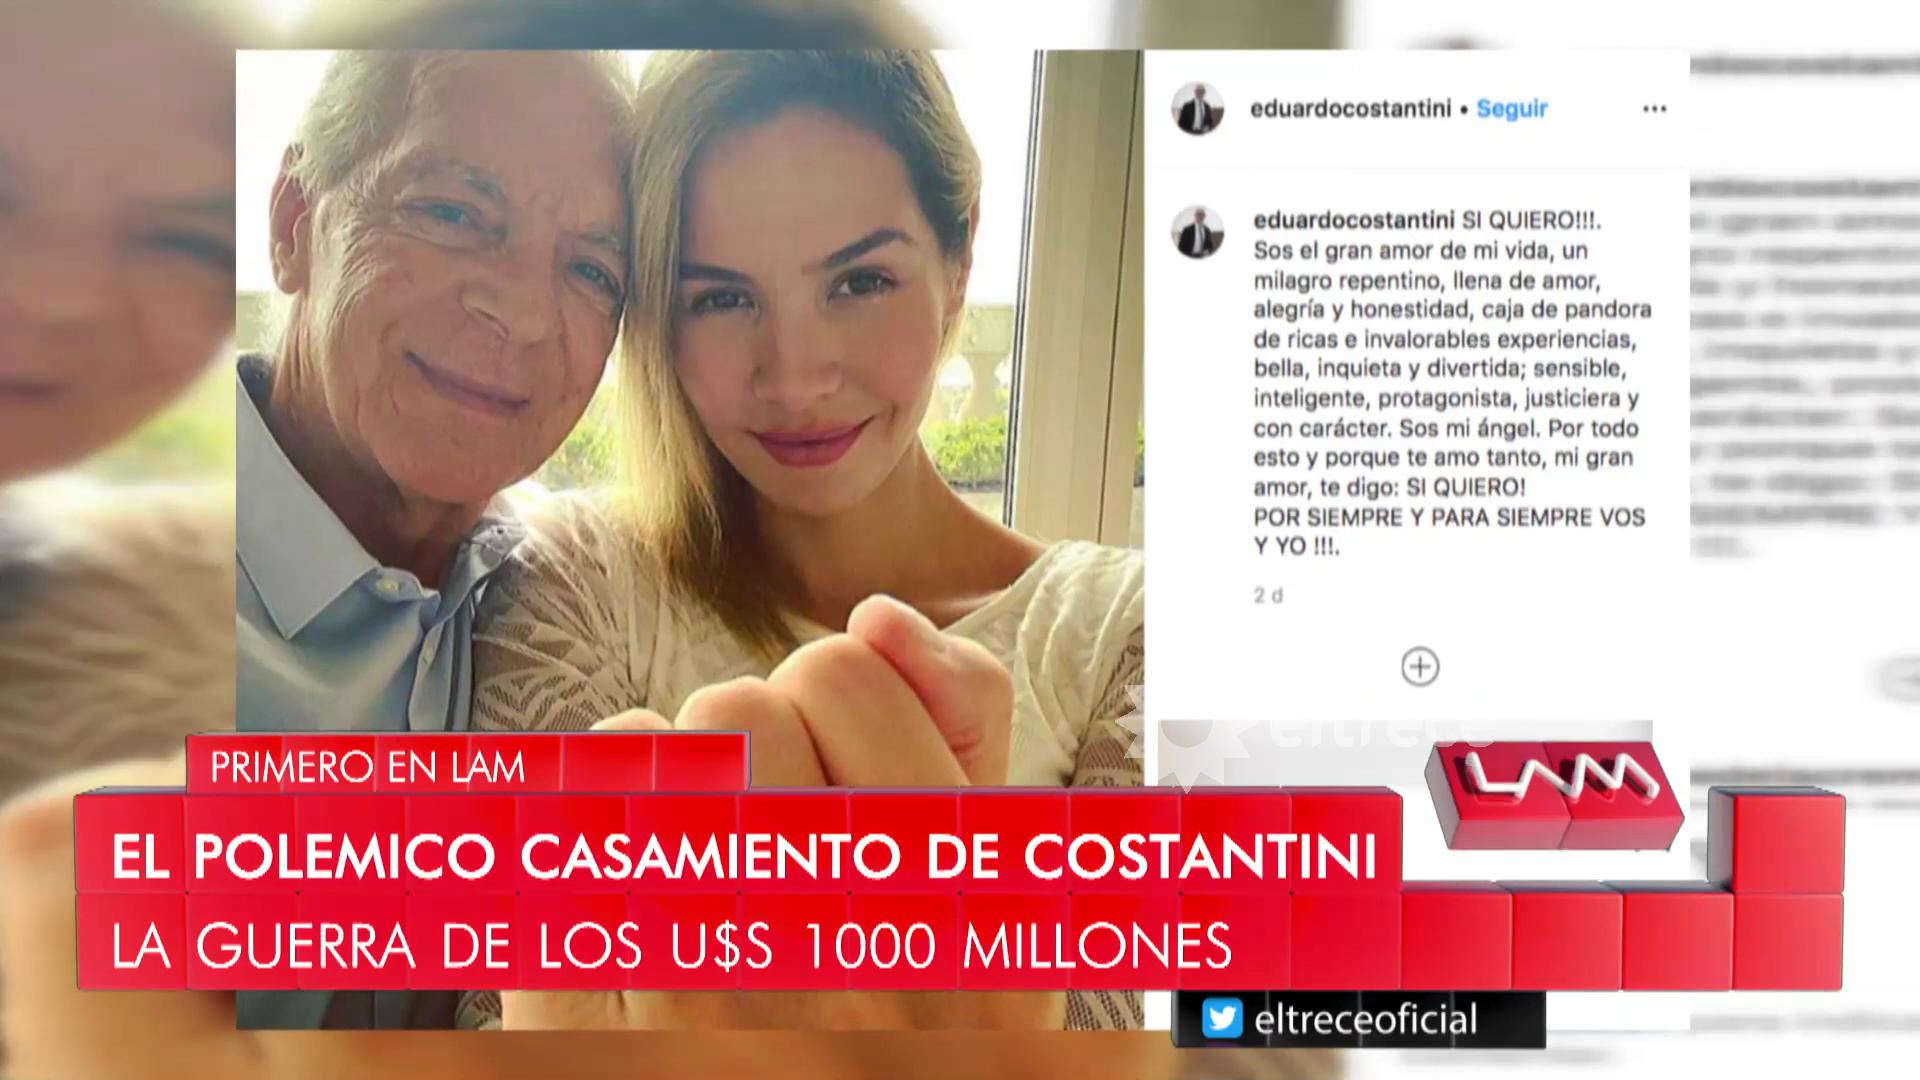 eduardocostantini • Seguir
eduardocostantini SI QUIERO!!!.
Sos el gran amor de mi vida, un
milagro repentino, llena de amor,
alegría y honestidad, caja de pandora
de ricas e invalorables experiencias,
bella, inquieta y divertida; sensible,
inteligente, protagonista, justiciera y
con carácter. Sos mi ángel. Por todo
esto y porque te amo tanto, mi gran
amor, te digo: SI QUIERO!
POR SIEMPRE Y PARA SIEMPRE VOS
Y YO !!!.
2 d
eltrece
LAM
PRIMERO EN LAM
EL POLEMICO CASAMIENTO DE COSTANTINI
LA GUERRA DE LOS U$S 1000 MILLONES
eltreceoficial